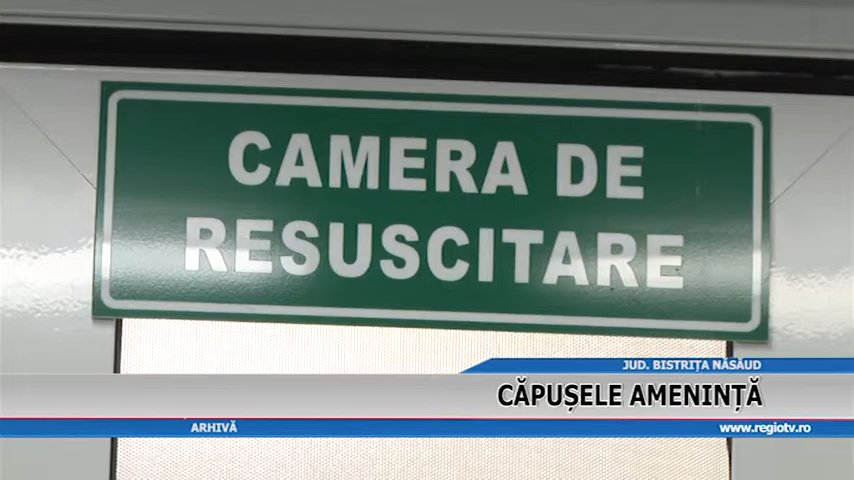 CAMERA DE
RESUSCITARE
JUD. BISTRIȚA NĂSĂUD
CĂPUȘELE AMENINȚĂ
ARHIVĂ
www.regiotv.ro